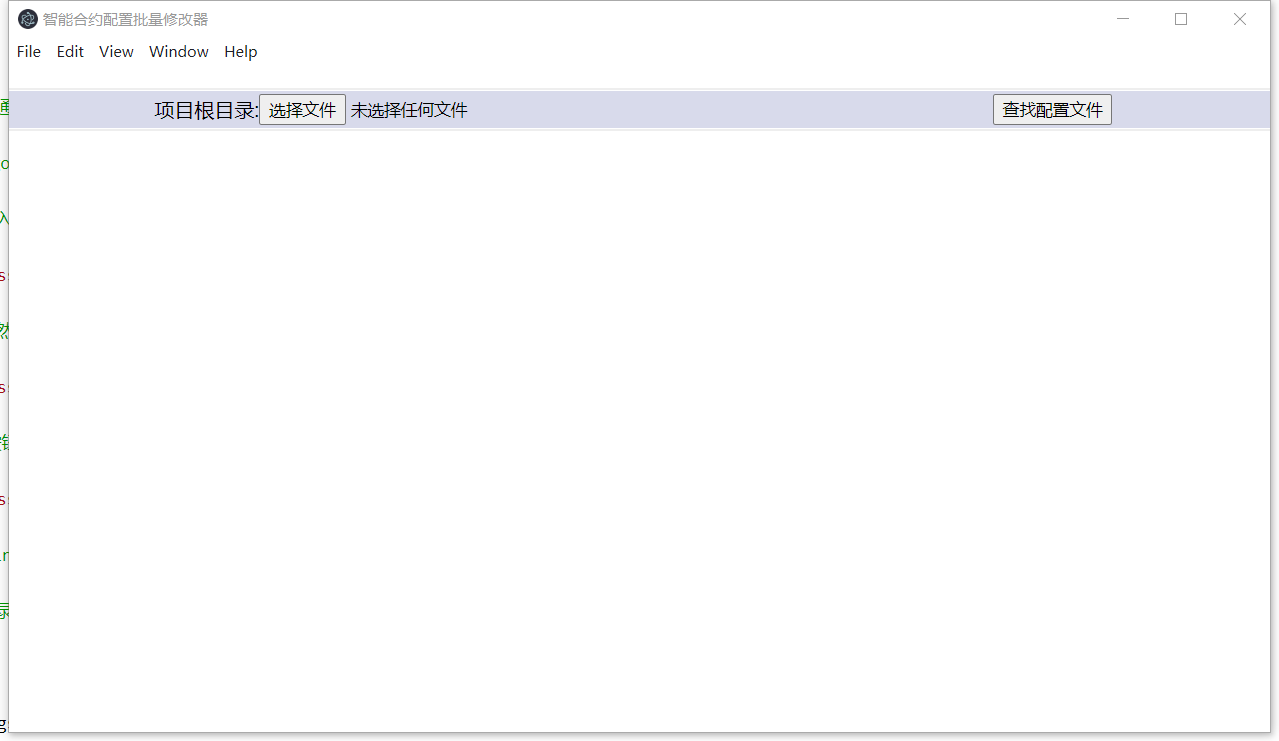 智能合约配置批量修改器
File Edit View Window Help
项目根目录:选择文件 未选择任何文件 查找配置文件